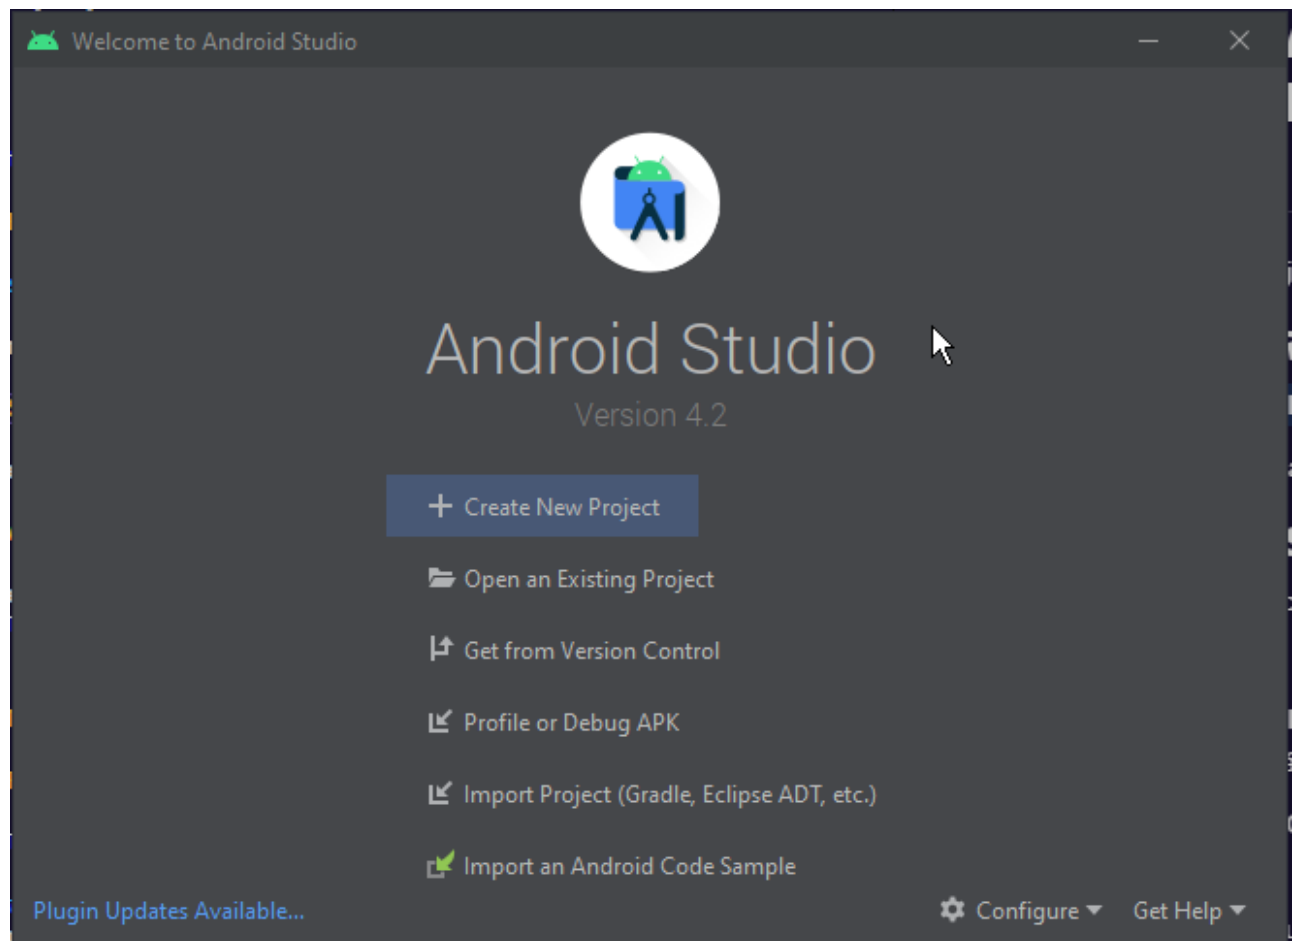 Welcome to Android Studio
Android Studio
Version 4.2
Create New Project
Open an Existing Project
Get from Version Control
Profile or Debug APK
Import Project (Gradle, Eclipse ADT, etc.)
Import an Android Code Sample
Plugin Updates Available... Configure Get Help